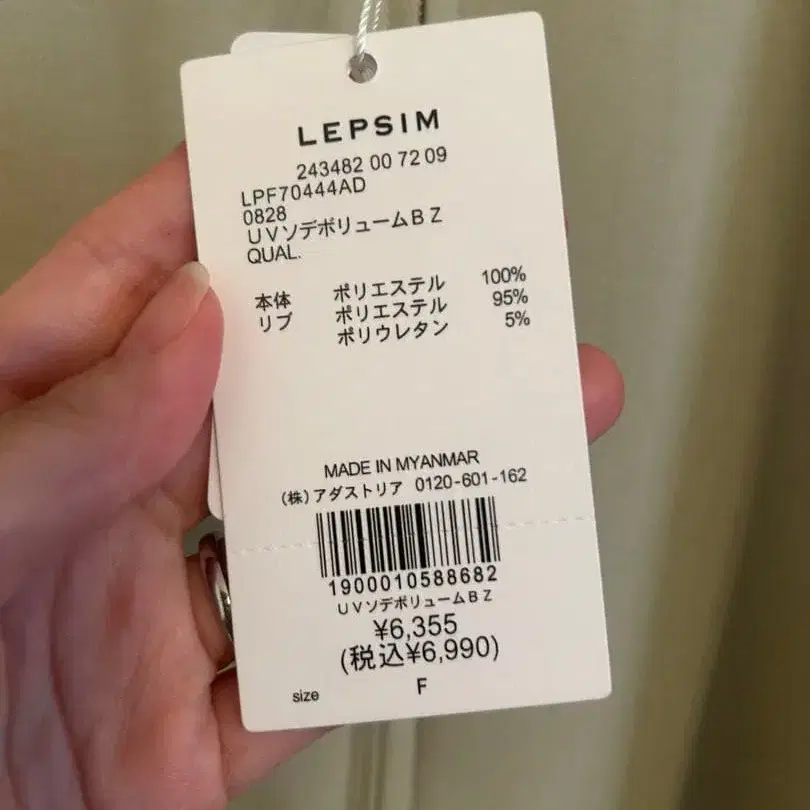 LEPSIM
243482 00 72 09
LPF70444AD
0828
UVソデボリュームBZ
QUAL.
本体 ポリエステル 100%
リブ ポリエステル 95%
ポリウレタン 5%
MADE IN MYANMAR
(株)アダストリア 0120-601-162
1900010588682
UVソデボリュームBZ
¥6,355
(税込¥6,990)
size F